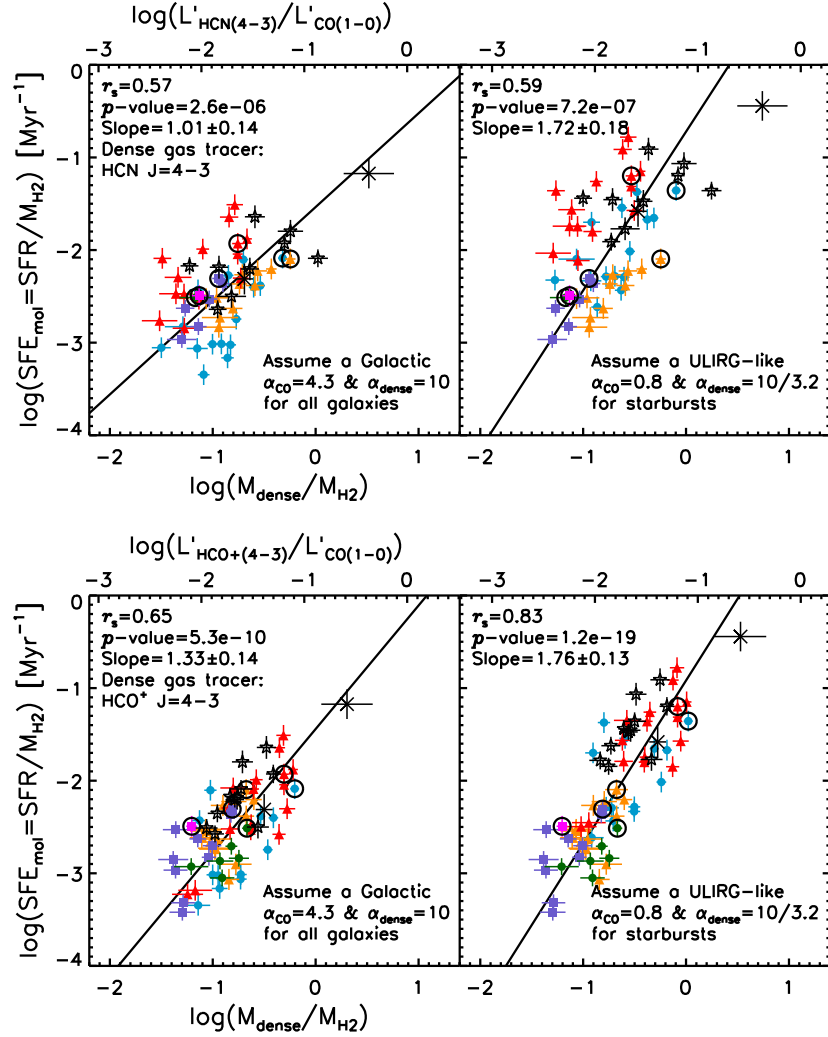 log(L'HCN(4−3)/L'CO(1−0))
−3 −2 −1 0 −3 −2 −1 0
0
−1
−2
−3
−4
log(SFEmol=SFR/MH2) [Myr−1]
rs=0.57
p-value=2.6e−06
Slope=1.01±0.14
Dense gas tracer:
HCN J=4−3
Assume a Galactic
αCO=4.3 & αdense=10
for all galaxies
rs=0.59
p-value=7.2e−07
Slope=1.72±0.18
Assume a ULIRG-like
αCO=0.8 & αdense=10/3.2
for starbursts
−2 −1 0 1 −2 −1 0 1
log(Mdense/MH2)
log(L'HCO+(4−3)/L'CO(1−0))
−3 −2 −1 0 −3 −2 −1 0
0
−1
−2
−3
−4
log(SFEmol=SFR/MH2) [Myr−1]
rs=0.65
p-value=5.3e−10
Slope=1.33±0.14
Dense gas tracer:
HCO+ J=4−3
Assume a Galactic
αCO=4.3 & αdense=10
for all galaxies
rs=0.83
p-value=1.2e−19
Slope=1.76±0.13
Assume a ULIRG-like
αCO=0.8 & αdense=10/3.2
for starbursts
−2 −1 0 1 −2 −1 0 1
log(Mdense/MH2)